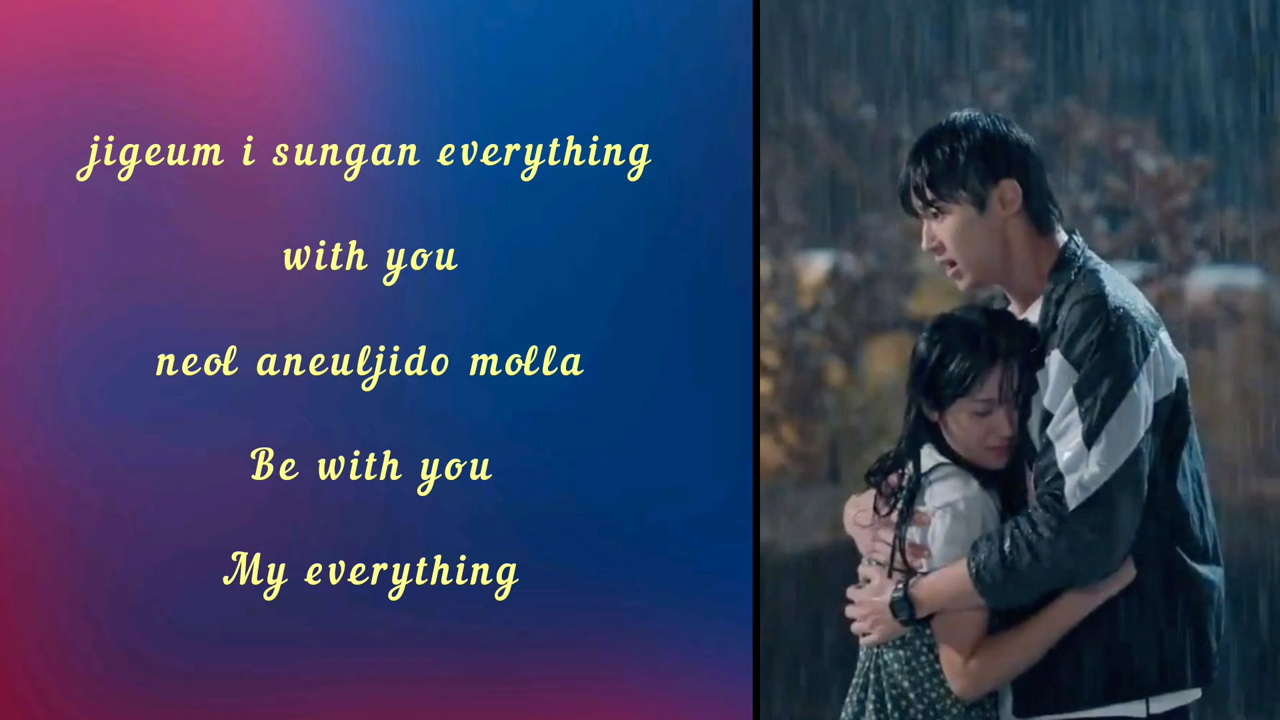 jigeum i sungan everything
with you
neol aneuljido molla
Be with you
My everything